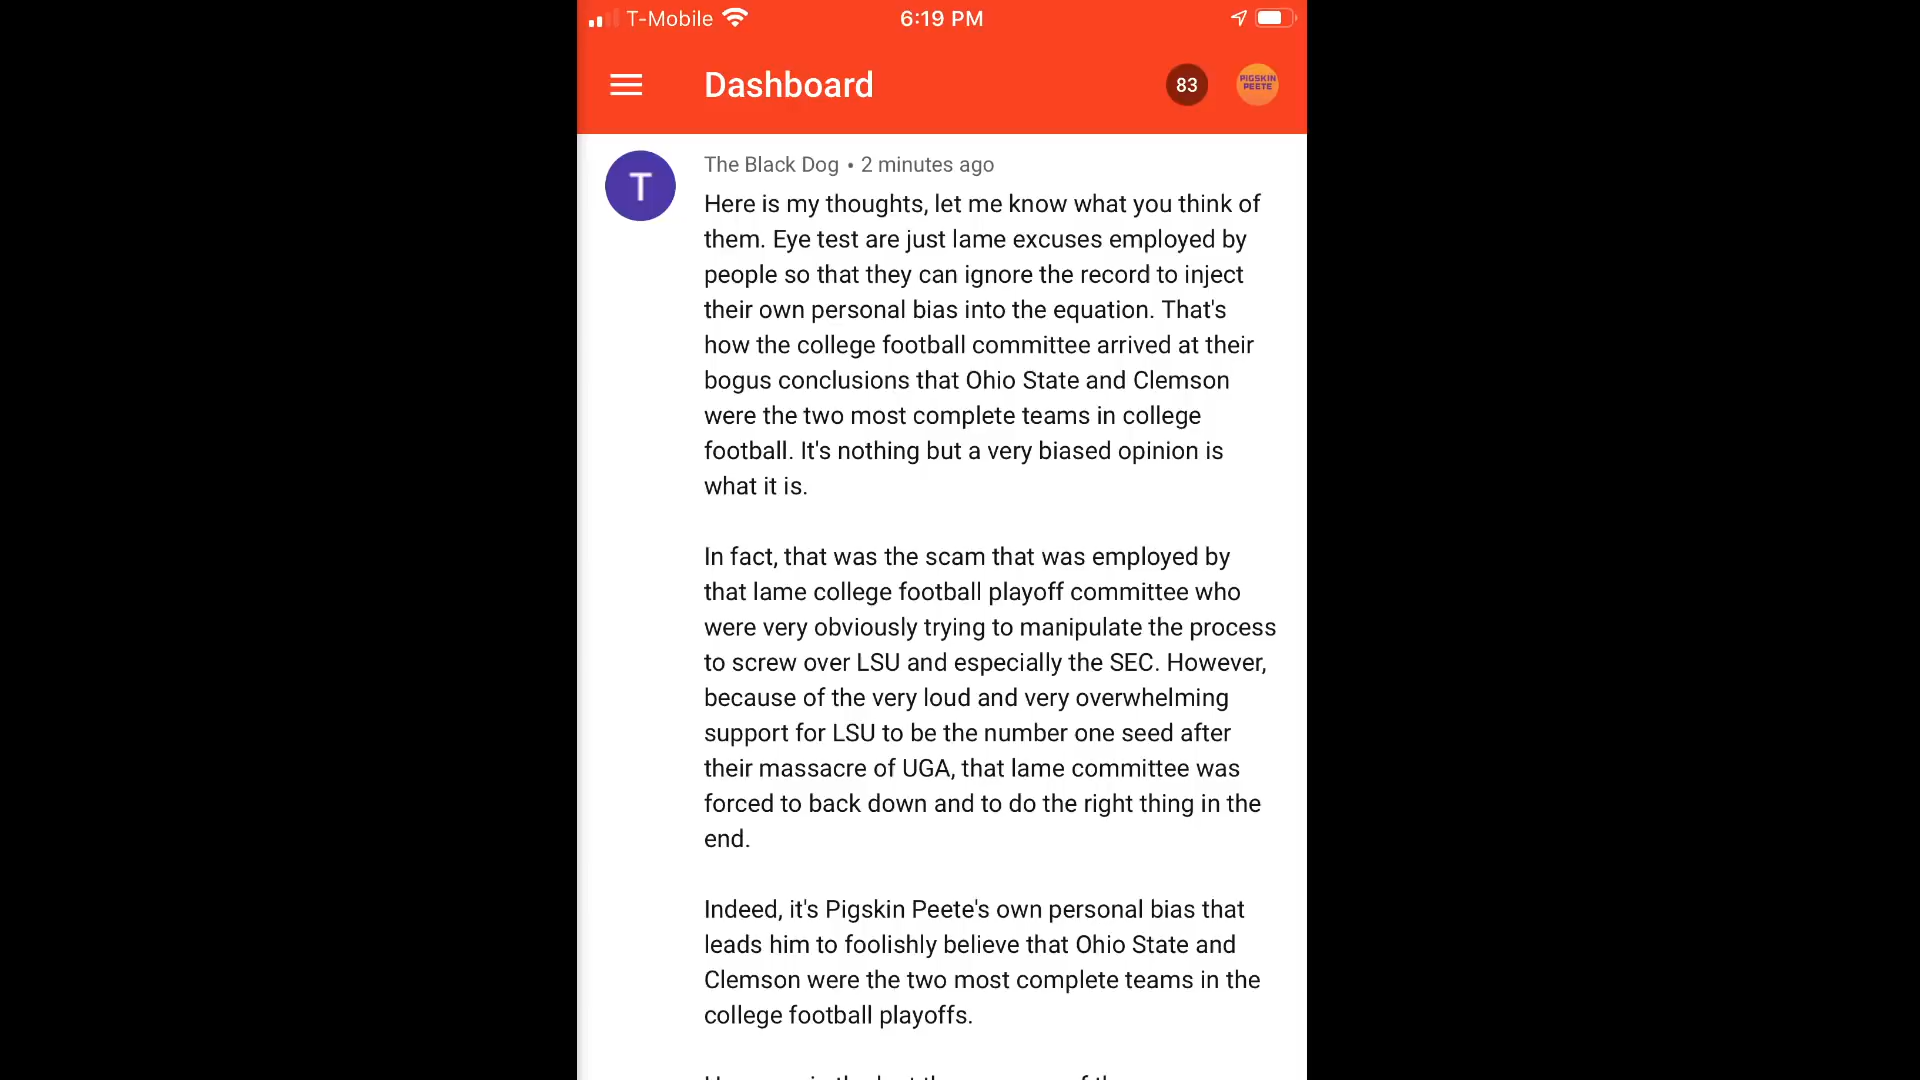 T-Mobile
6:19 PM
Dashboard
83
PIGSKIN
PEETE
T
The Black Dog • 2 minutes ago
Here is my thoughts, let me know what you think of
them. Eye test are just lame excuses employed by
people so that they can ignore the record to inject
their own personal bias into the equation. That's
how the college football committee arrived at their
bogus conclusions that Ohio State and Clemson
were the two most complete teams in college
football. It's nothing but a very biased opinion is
what it is.
In fact, that was the scam that was employed by
that lame college football playoff committee who
were very obviously trying to manipulate the process
to screw over LSU and especially the SEC. However,
because of the very loud and very overwhelming
support for LSU to be the number one seed after
their massacre of UGA, that lame committee was
forced to back down and to do the right thing in the
end.
Indeed, it's Pigskin Peete's own personal bias that
leads him to foolishly believe that Ohio State and
Clemson were the two most complete teams in the
college football playoffs.